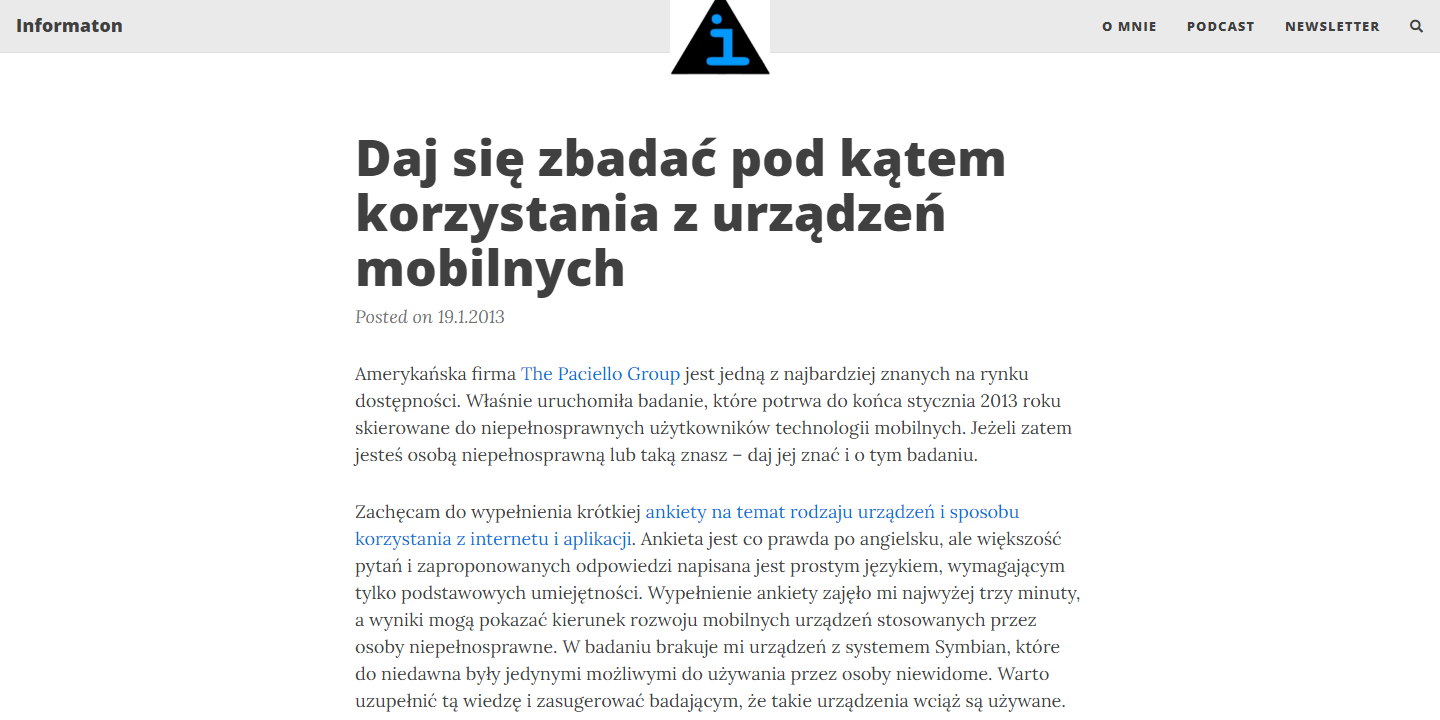 Informaton
i
O MNIE
PODCAST
NEWSLETTER
Daj się zbadać pod kątem
korzystania z urządzeń
mobilnych
Posted on 19.1.2013
Amerykańska firma The Paciello Group jest jedną z najbardziej znanych na rynku
dostępności. Właśnie uruchomiła badanie, które potrwa do końca stycznia 2013 roku
skierowane do niepełnosprawnych użytkowników technologii mobilnych. Jeżeli zatem
jesteś osobą niepełnosprawną lub taką znasz – daj jej znać i o tym badaniu.
Zachęcam do wypełnienia krótkiej ankiety na temat rodzaju urządzeń i sposobu
korzystania z internetu i aplikacji. Ankieta jest co prawda po angielsku, ale większość
pytań i zaproponowanych odpowiedzi napisana jest prostym językiem, wymagającym
tylko podstawowych umiejętności. Wypełnienie ankiety zajęło mi najwyżej trzy minuty,
a wyniki mogą pokazać kierunek rozwoju mobilnych urządzeń stosowanych przez
osoby niepełnosprawne. W badaniu brakuje mi urządzeń z systemem Symbian, które
do niedawna były jedynymi możliwymi do używania przez osoby niewidome. Warto
uzupełnić tą wiedzę i zasugerować badającym, że takie urządzenia wciąż są używane.